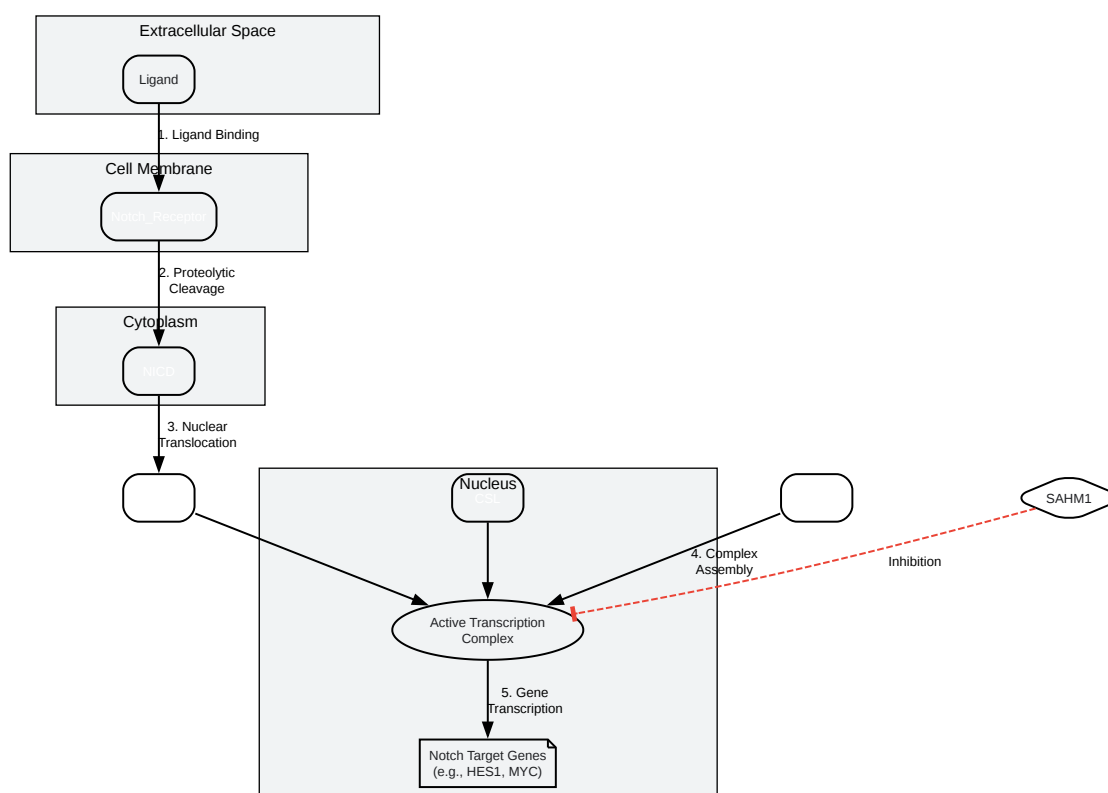 Extracellular Space
Ligand
1. Ligand Binding
Cell Membrane
Notch_Receptor
2. Proteolytic
Cleavage
Cytoplasm
NICD
3. Nuclear
Translocation
Nucleus
CSL
SAHM1
4. Complex
Assembly
Inhibition
Active Transcription
Complex
5. Gene
Transcription
Notch Target Genes
(e.g., HES1, MYC)